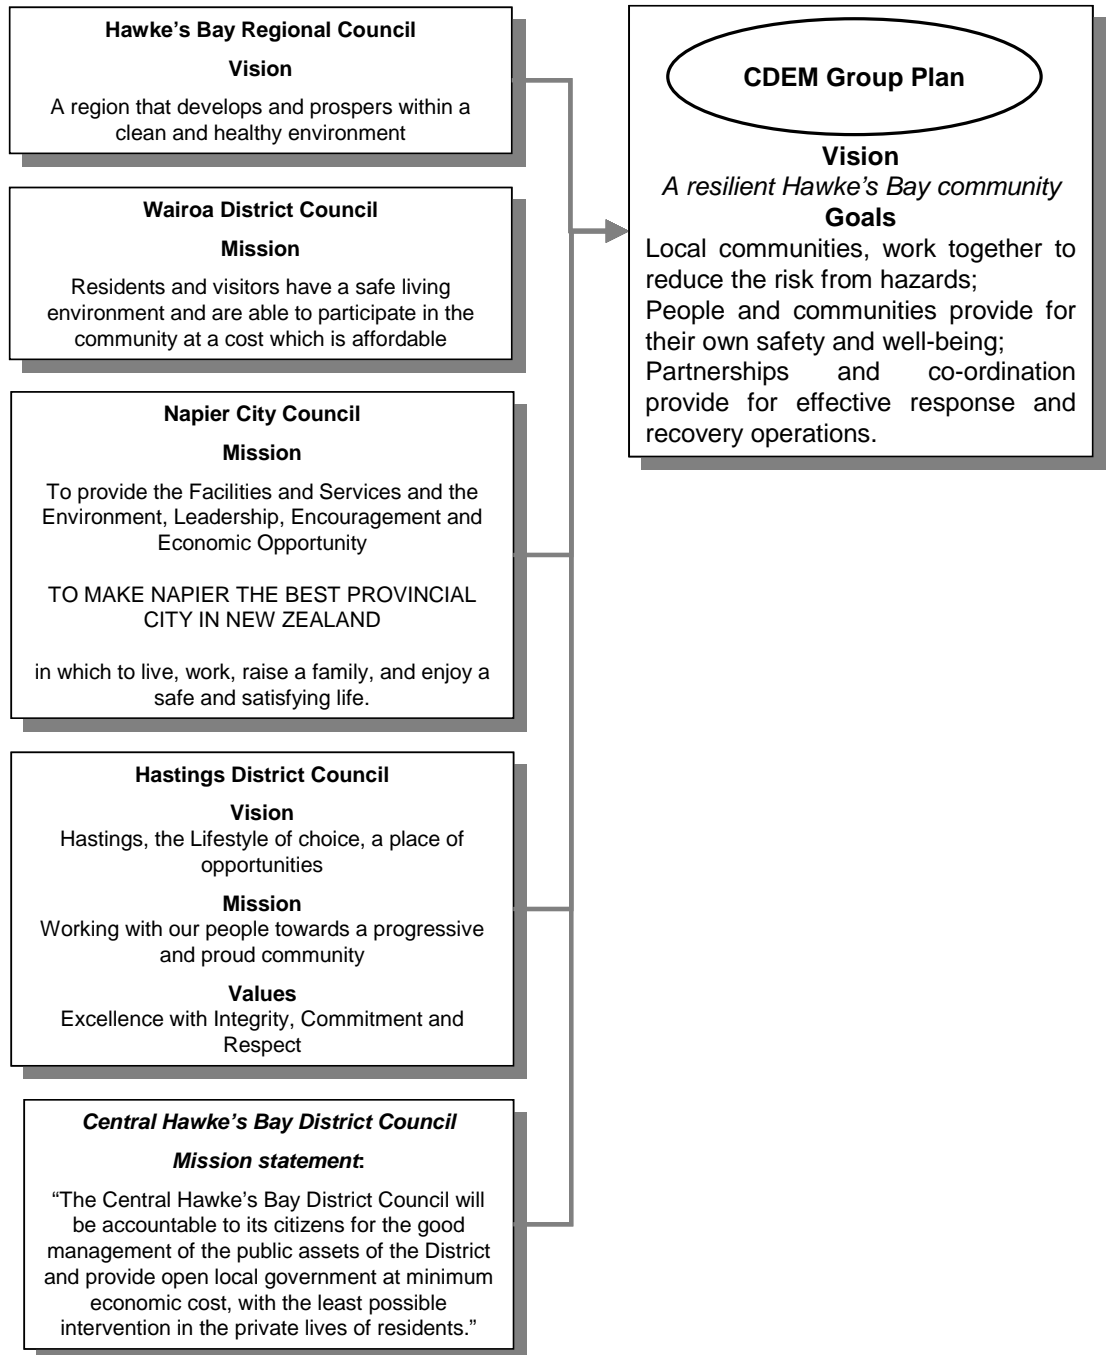 Hawke’s Bay Regional Council
Vision
A region that develops and prospers within a
clean and healthy environment
Wairoa District Council
Mission
Residents and visitors have a safe living
environment and are able to participate in the
community at a cost which is affordable
Napier City Council
Mission
To provide the Facilities and Services and the
Environment, Leadership, Encouragement and
Economic Opportunity
TO MAKE NAPIER THE BEST PROVINCIAL
CITY IN NEW ZEALAND
in which to live, work, raise a family, and enjoy a
safe and satisfying life.
Hastings District Council
Vision
Hastings, the Lifestyle of choice, a place of
opportunities
Mission
Working with our people towards a progressive
and proud community
Values
Excellence with Integrity, Commitment and
Respect
Central Hawke’s Bay District Council
Mission statement:
“The Central Hawke’s Bay District Council will
be accountable to its citizens for the good
management of the public assets of the District
and provide open local government at minimum
economic cost, with the least possible
intervention in the private lives of residents.”
CDEM Group Plan
Vision
A resilient Hawke’s Bay community
Goals
Local communities, work together to
reduce the risk from hazards;
People and communities provide for
their own safety and well-being;
Partnerships and co-ordination
provide for effective response and
recovery operations.